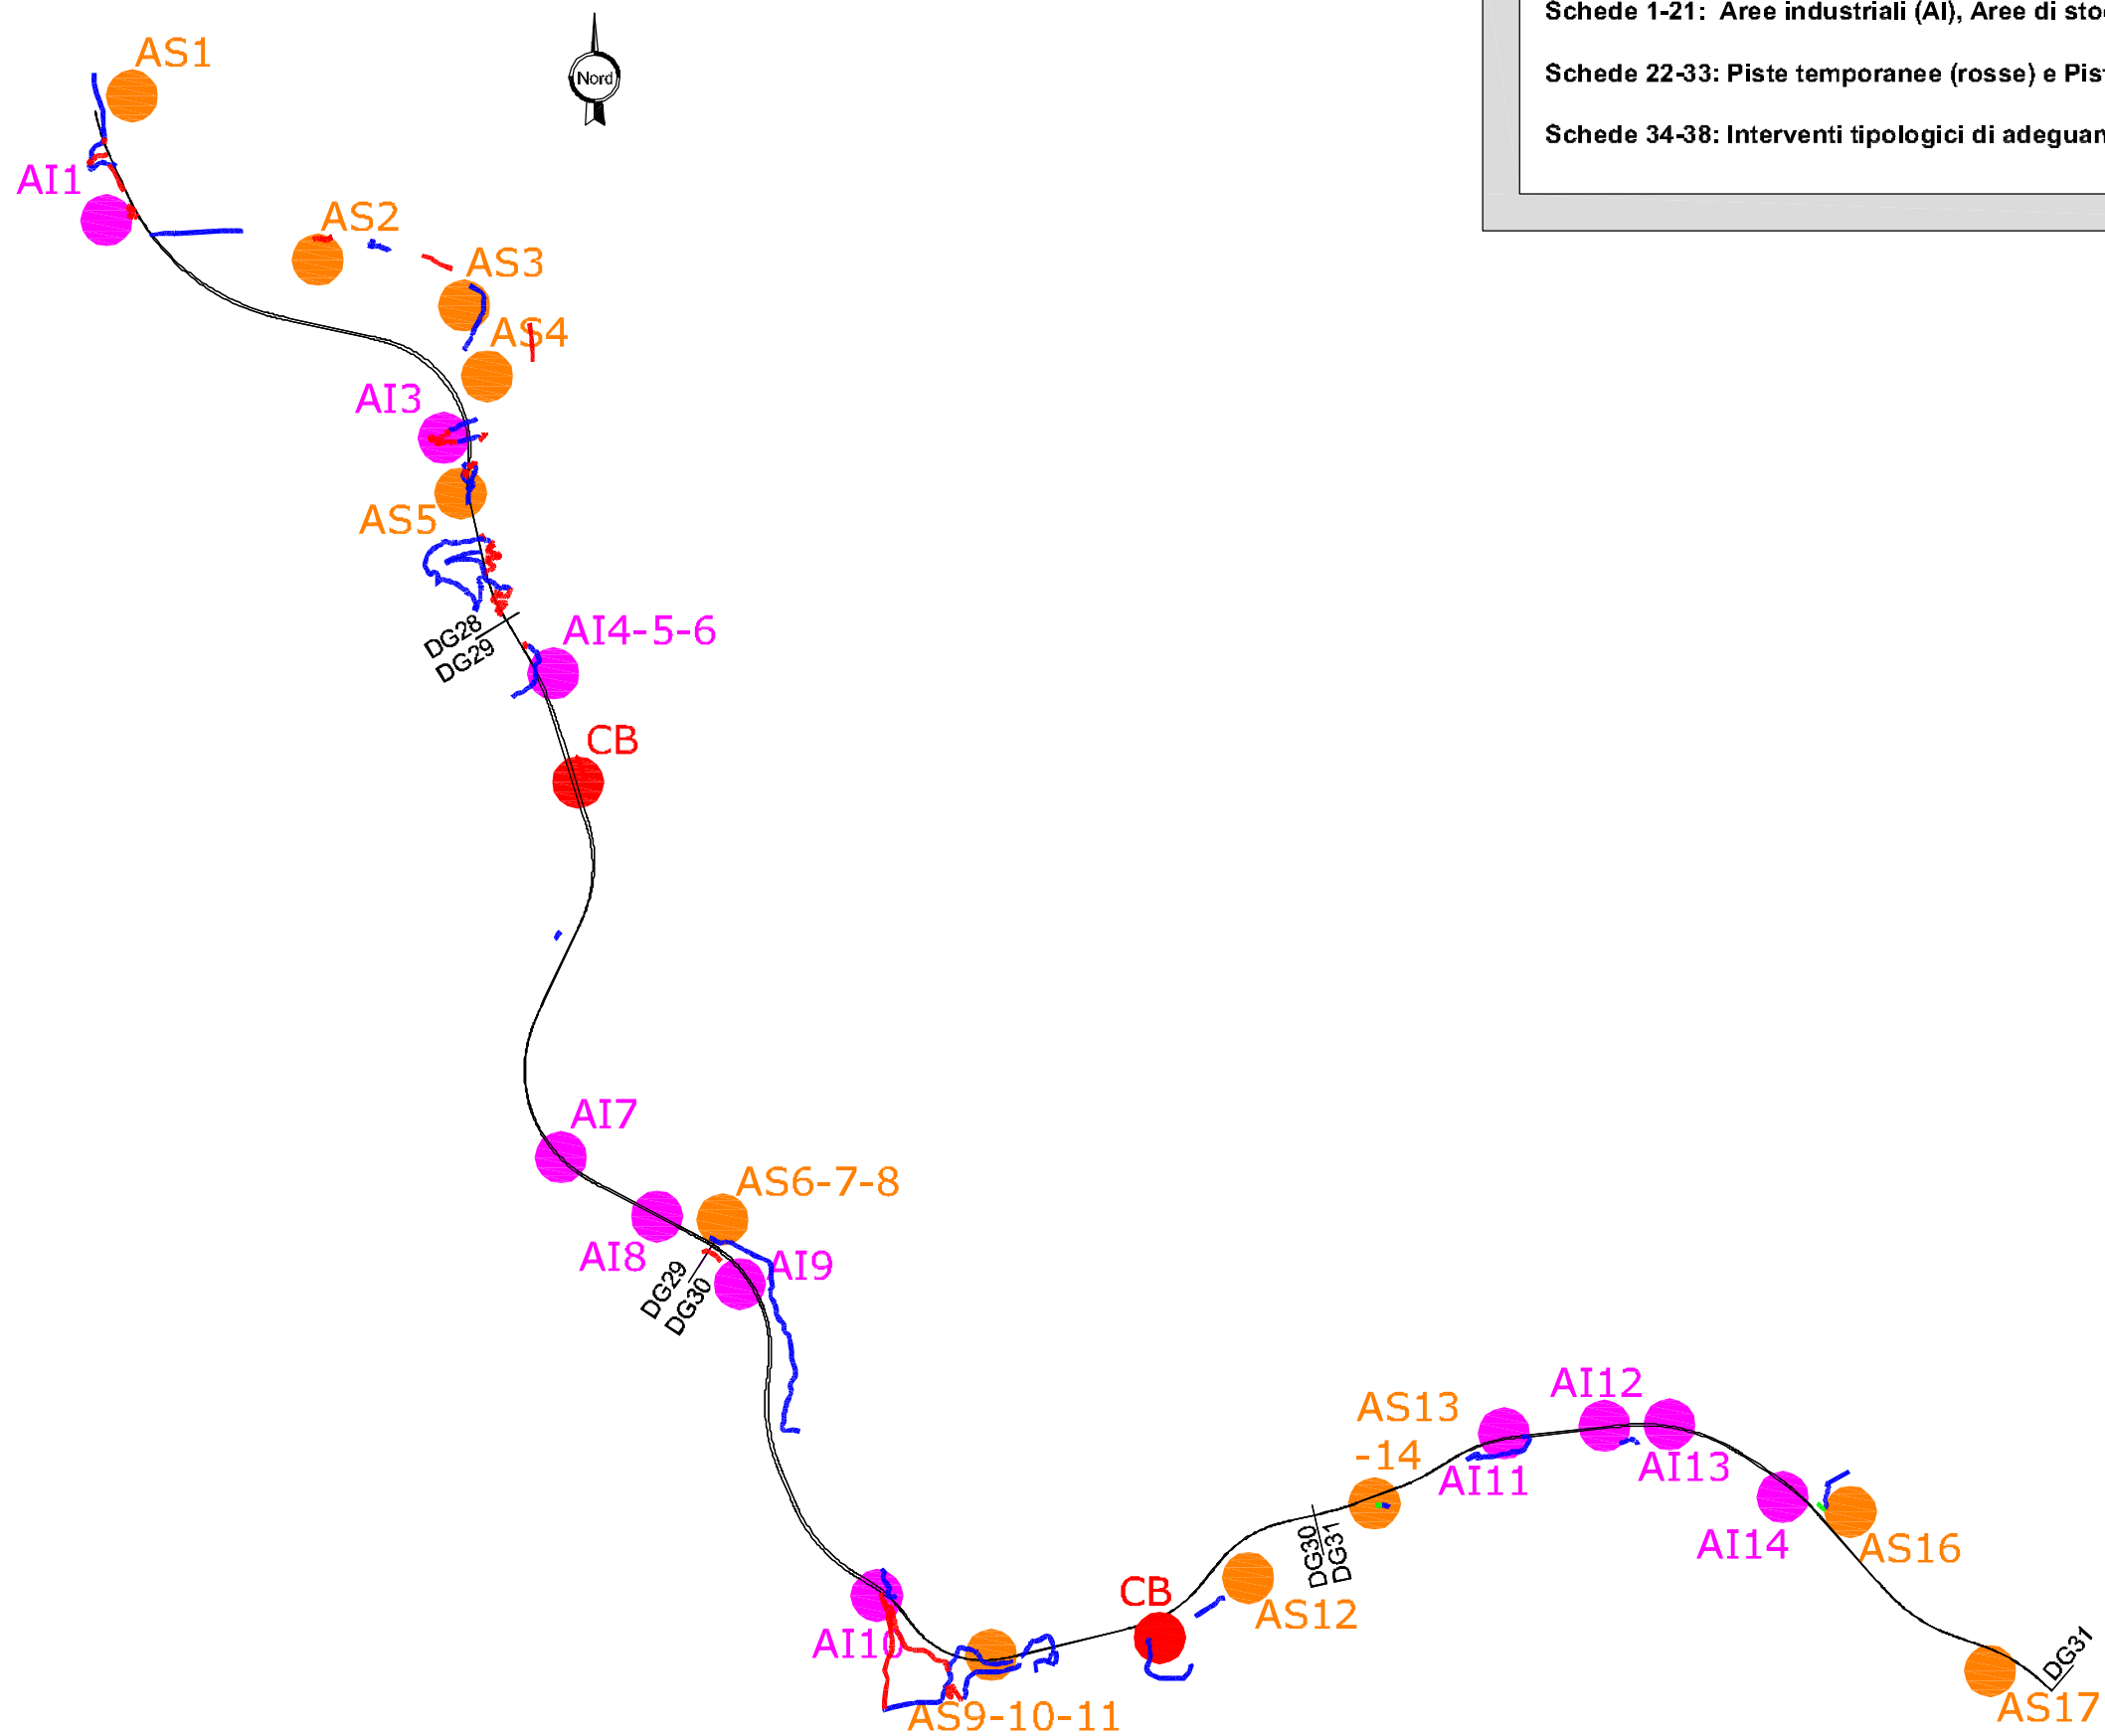 Schede 1-21: Aree industriali (AI), Aree di
Schede 22-33: Piste temporanee (rosse) e
Schede 34-38: Interventi tipologici di
Nord
AS1
AI1
AS2
AS3
AS4
AI3
AS5
DG28
DG29
AI4-5-6
CB
AI7
AS6-7-8
AI8
AI9
DG29
DG30
AI10
AS9-10-11
CB
AS12
DG30
DG31
AS13
-14
AI11
AI12
AI13
AI14
AS16
DG31
AS17